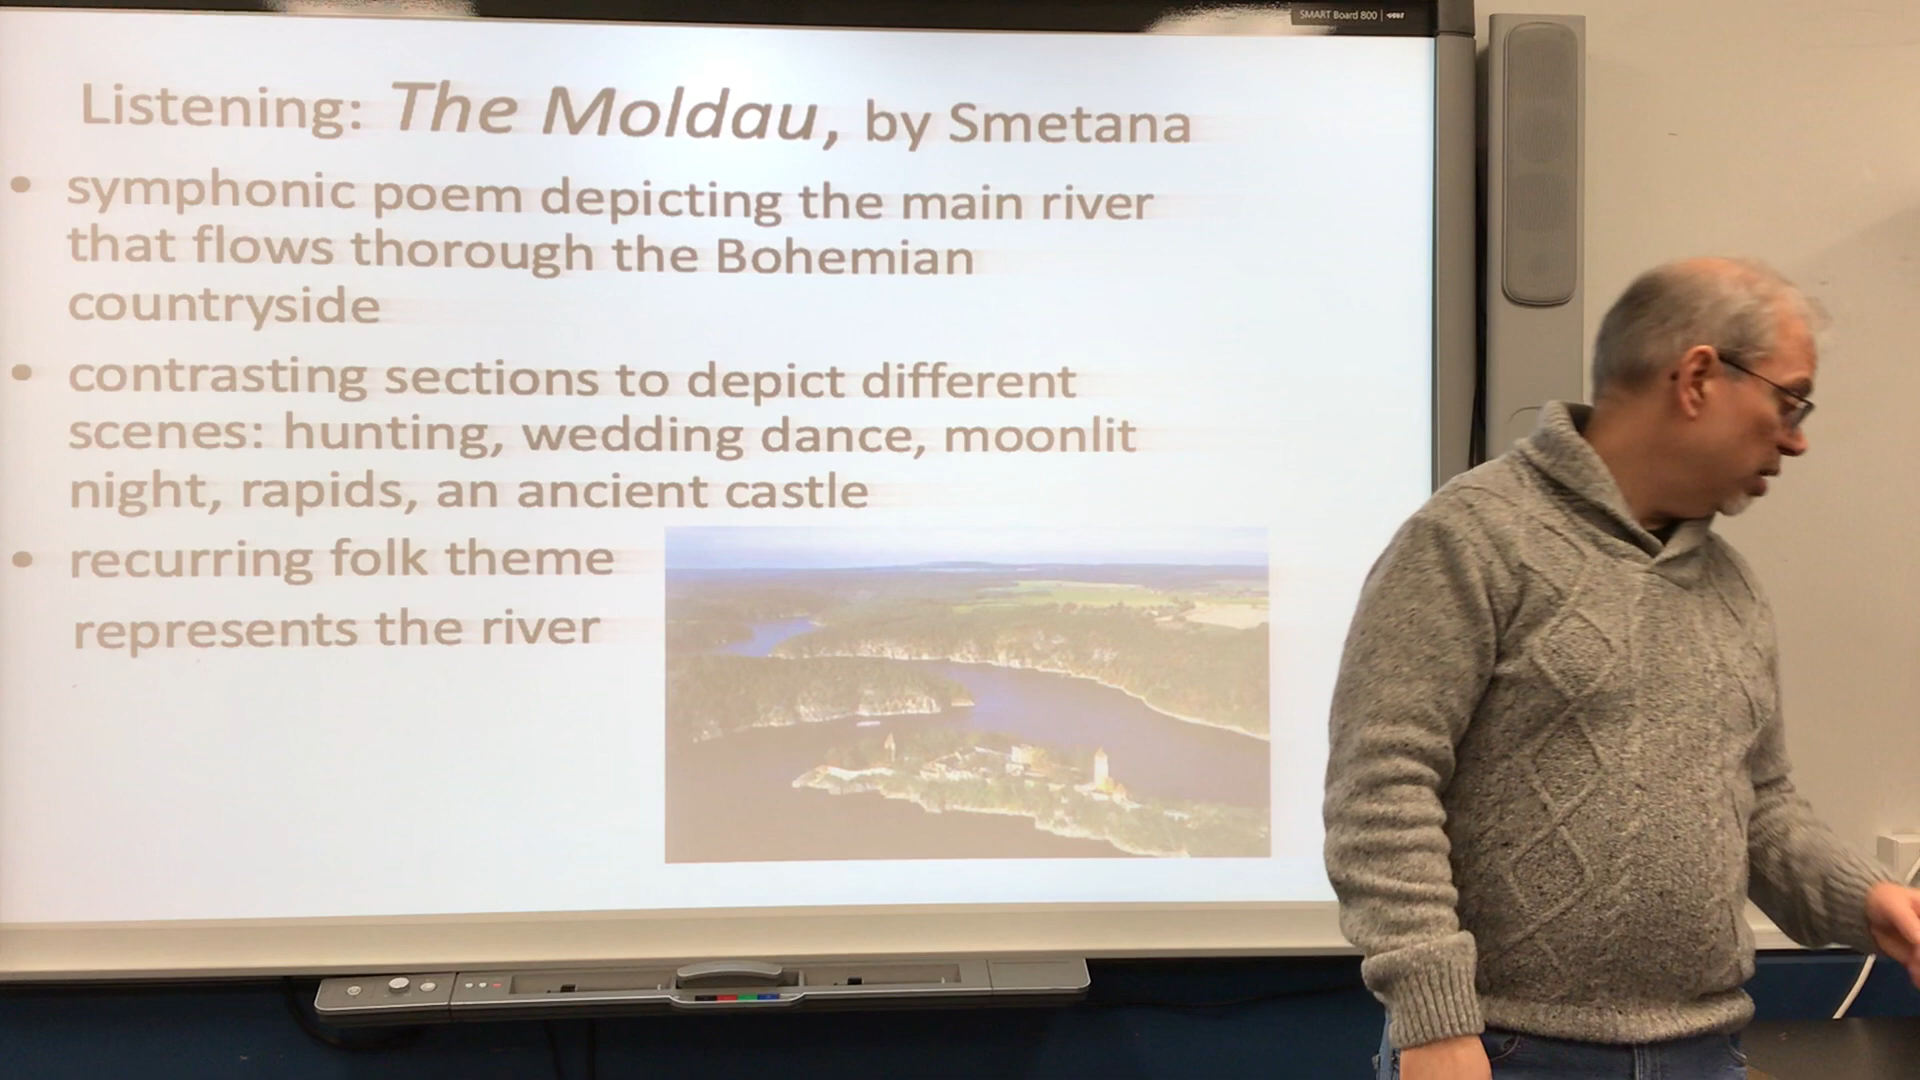 SMART Board 800
Listening: The Moldau, by Smetana
• symphonic poem depicting the main river
that flows thorough the Bohemian
countryside
• contrasting sections to depict different
scenes: hunting, wedding dance, moonlit
night, rapids, an ancient castle
• recurring folk theme
represents the river